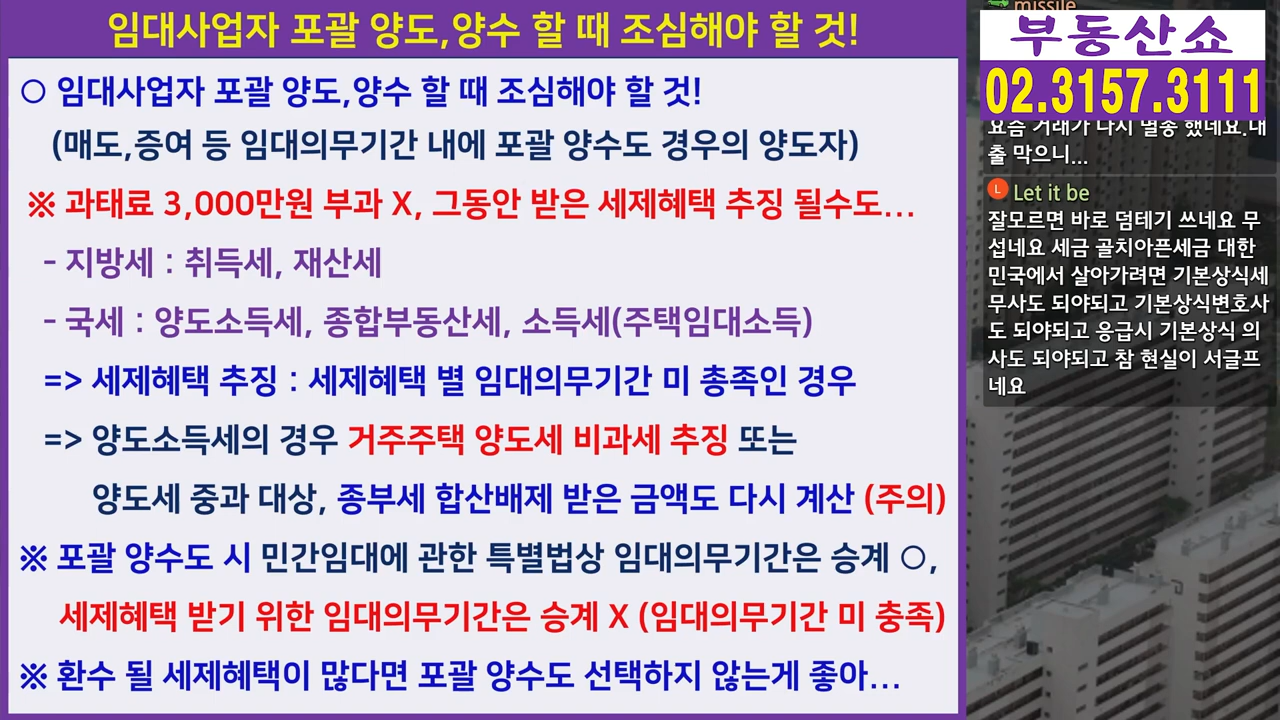 임대사업자 포괄 양도,양수 할 때 조심해야 할 것!
○ 임대사업자 포괄 양도,양수 할 때 조심해야 할 것!
(매도,증여 등 임대의무기간 내에 포괄 양수도 경우의 양도자)
※ 과태료 3,000만원 부과 X, 그동안 받은 세제혜택 추징 될수도...
- 지방세 : 취득세, 재산세
- 국세 : 양도소득세, 종합부동산세, 소득세(주택임대소득)
=> 세제혜택 추징 : 세제혜택 별 임대의무기간 미 총족인 경우
=> 양도소득세의 경우 거주주택 양도세 비과세 추징 또는
양도세 중과 대상, 종부세 합산배제 받은 금액도 다시 계산 (주의)
※ 포괄 양수도 시 민간임대에 관한 특별법상 임대의무기간은 승계 ○,
세제혜택 받기 위한 임대의무기간은 승계 X (임대의무기간 미 충족)
※ 환수 될 세제혜택이 많다면 포괄 양수도 선택하지 않는게 좋아...
missile
부동산쇼
02.3157.3111
요즘 거래가 다시 멸종 했네요.대
출 막으니...
L Let it be
잘모르면 바로 덤테기 쓰네요 무
섭네요 세금 골치아픈세금 대한
민국에서 살아가려면 기본상식세
무사도 되야되고 기본상식변호사
도 되야되고 응급시 기본상식 의
사도 되야되고 참 현실이 서글프
네요